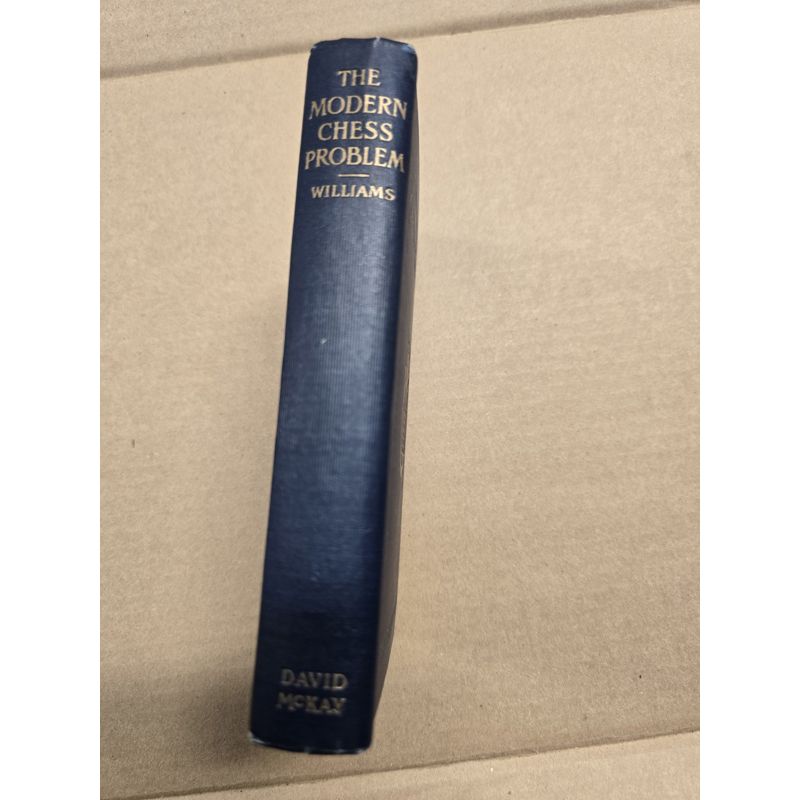 THE
MODERN
CHESS
PROBLEM
WILLIAMS
DAVID
McKAY